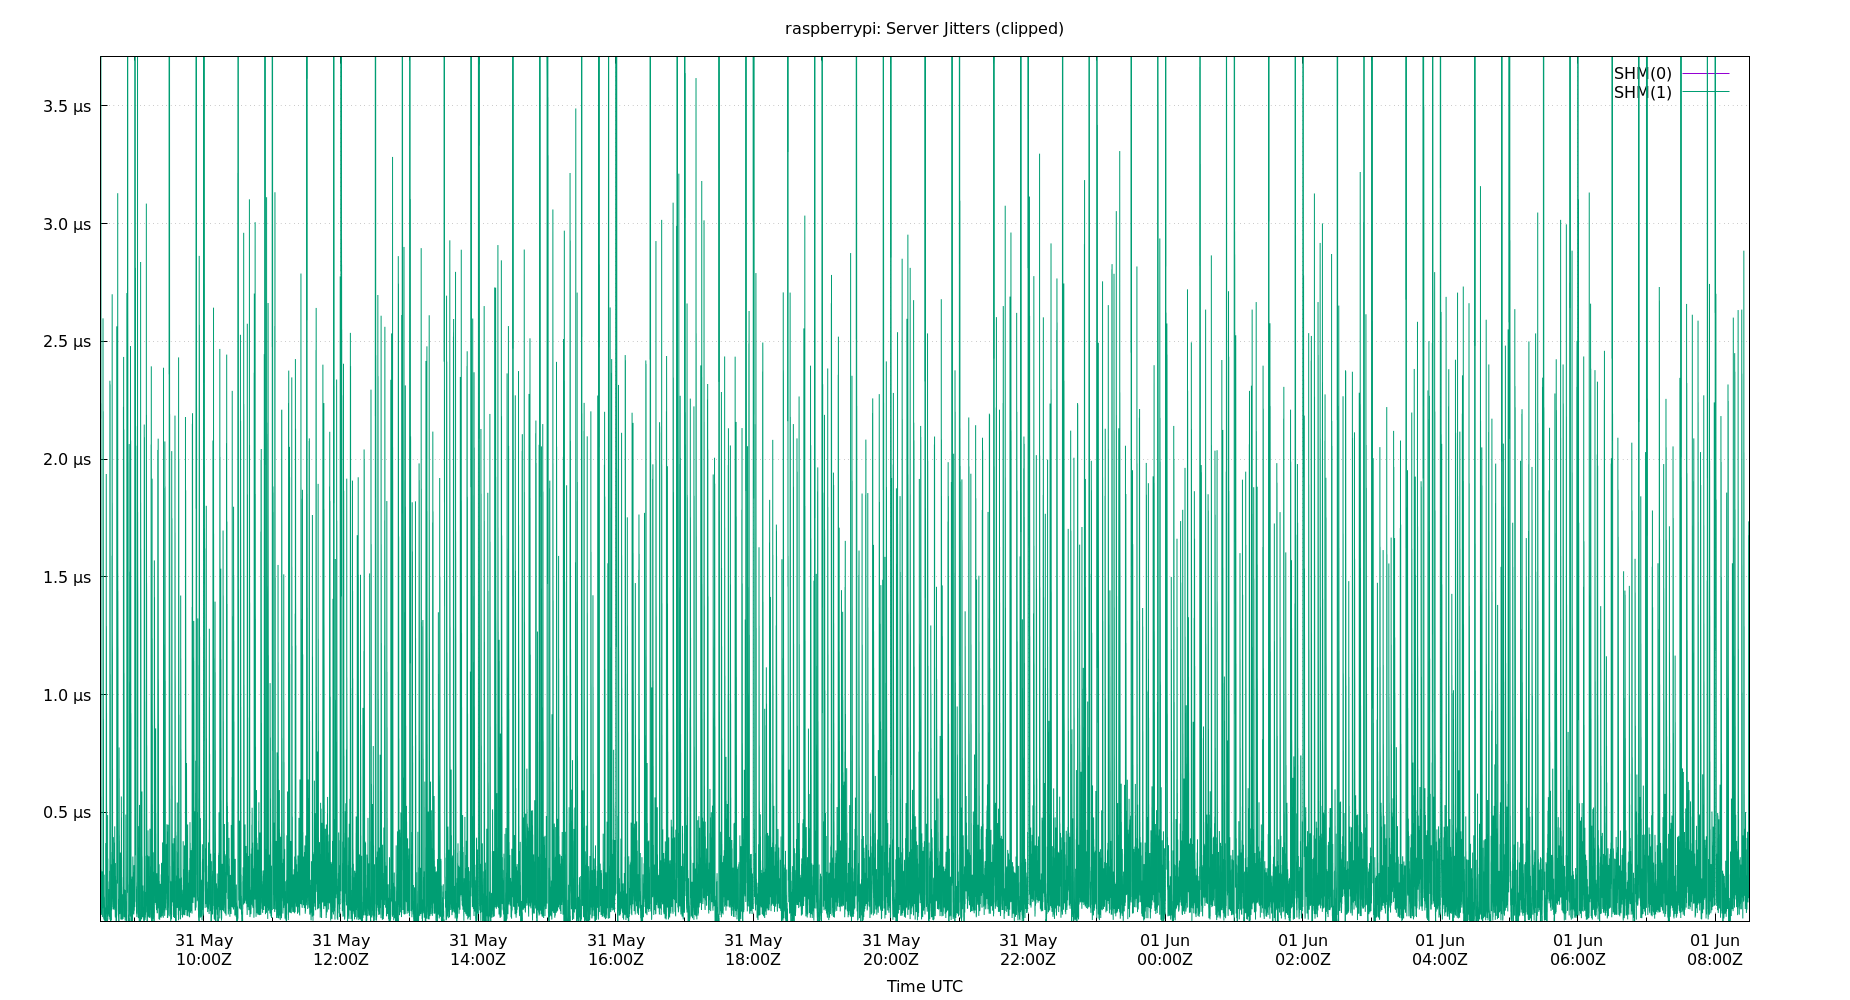 raspberrypi: Server Jitters (clipped)
SHM(0)
SHM(1)
3.5 µs
3.0 µs
2.5 µs
2.0 µs
1.5 µs
1.0 µs
0.5 µs
31 May 31 May 31 May 31 May 31 May 31 May 31 May 01 Jun 01 Jun 01 Jun 01 Jun 01 Jun
10:00Z 12:00Z 14:00Z 16:00Z 18:00Z 20:00Z 22:00Z 00:00Z 02:00Z 04:00Z 06:00Z 08:00Z
Time UTC